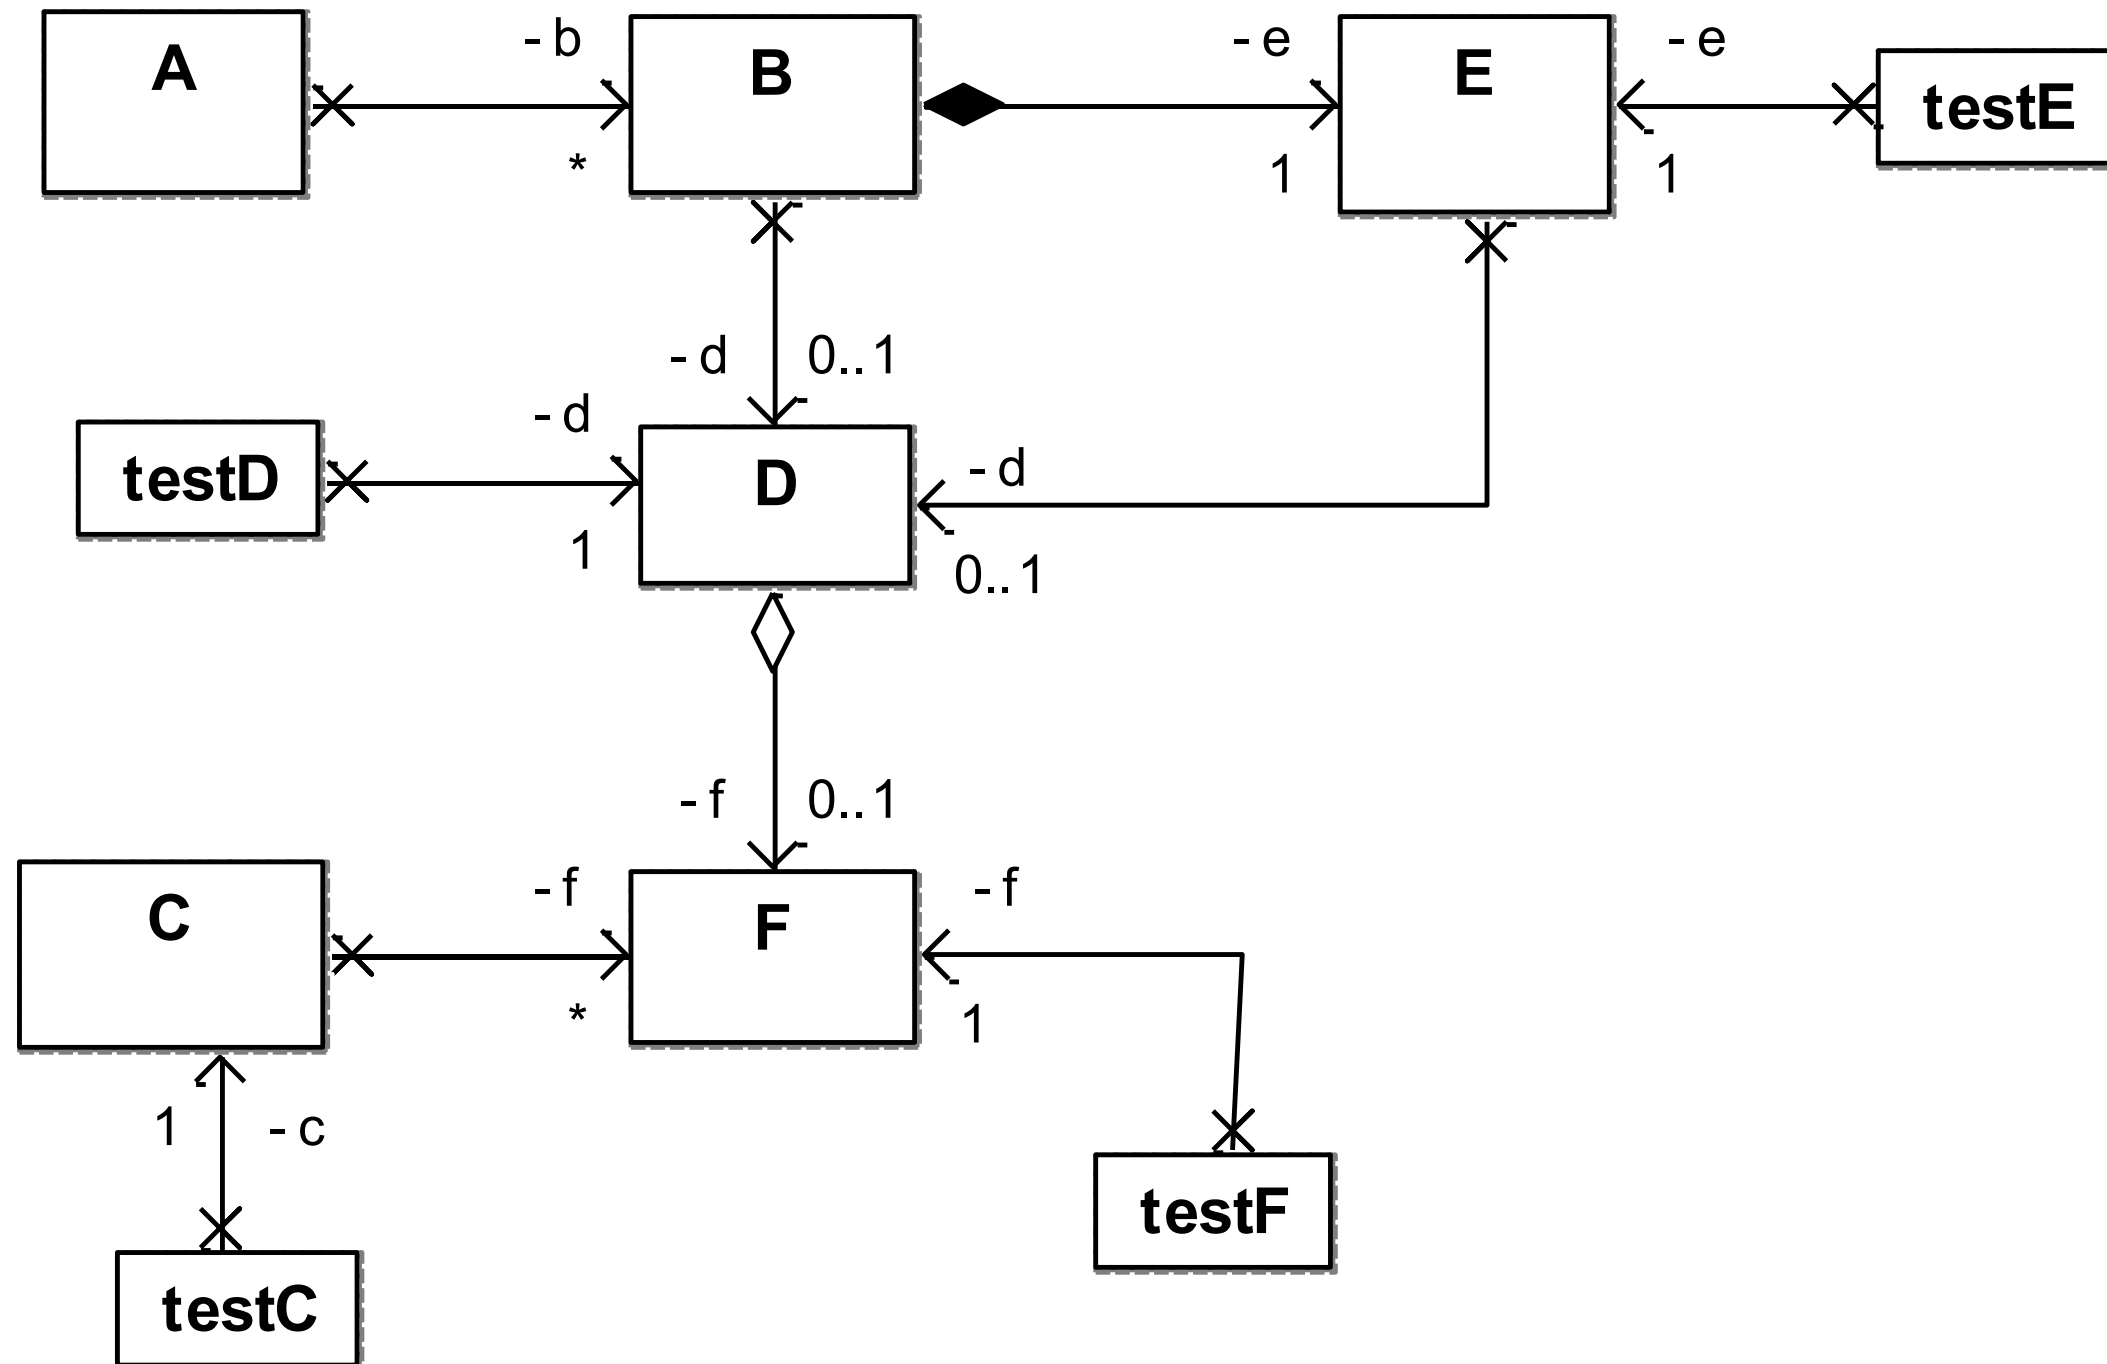 A
- b
*
B
- e
1
E
- e
1
testE
- d
0..1
testD
- d
1
D
- d
0..1
- f
0..1
C
- f
*
F
- f
1
1
- c
testF
testC